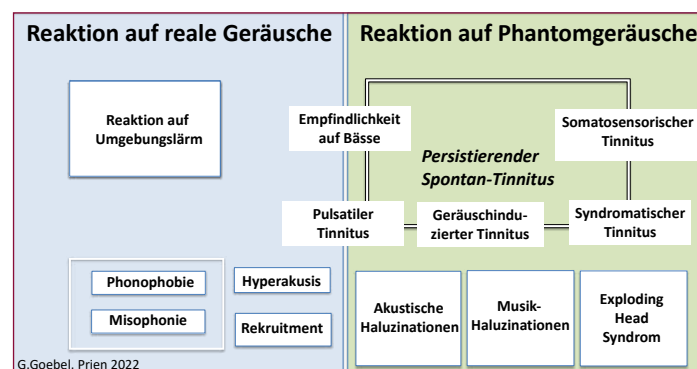 Reaktion auf reale Geräusche
Reaktion auf Phantomgeräusche
Reaktion auf
Umgebungslärm
Empfindlichkeit
auf Bässe
Somatosensorischer
Tinnitus
Persistierender
Spontan-Tinnitus
Pulsatiler
Tinnitus
Geräuschindu-
zierter Tinnitus
Syndromatischer
Tinnitus
Phonophobie
Misophonie
Hyperakusis
Rekruitment
Akustische
Haluzinationen
Musik-
Haluzinationen
Exploding
Head
Syndrom
G.Goebel. Prien 2022